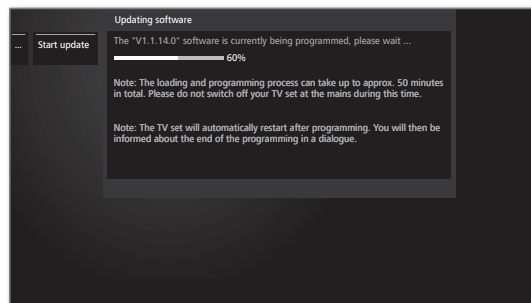 Updating software
... Start update
The "V1.1.14.0" software is currently being programmed, please wait ...
60%
Note: The loading and programming process can take up to approx. 50 minutes
in total. Please do not switch off your TV set at the mains during this time.
Note: The TV set will automatically restart after programming. You will then be
informed about the end of the programming in a dialogue.